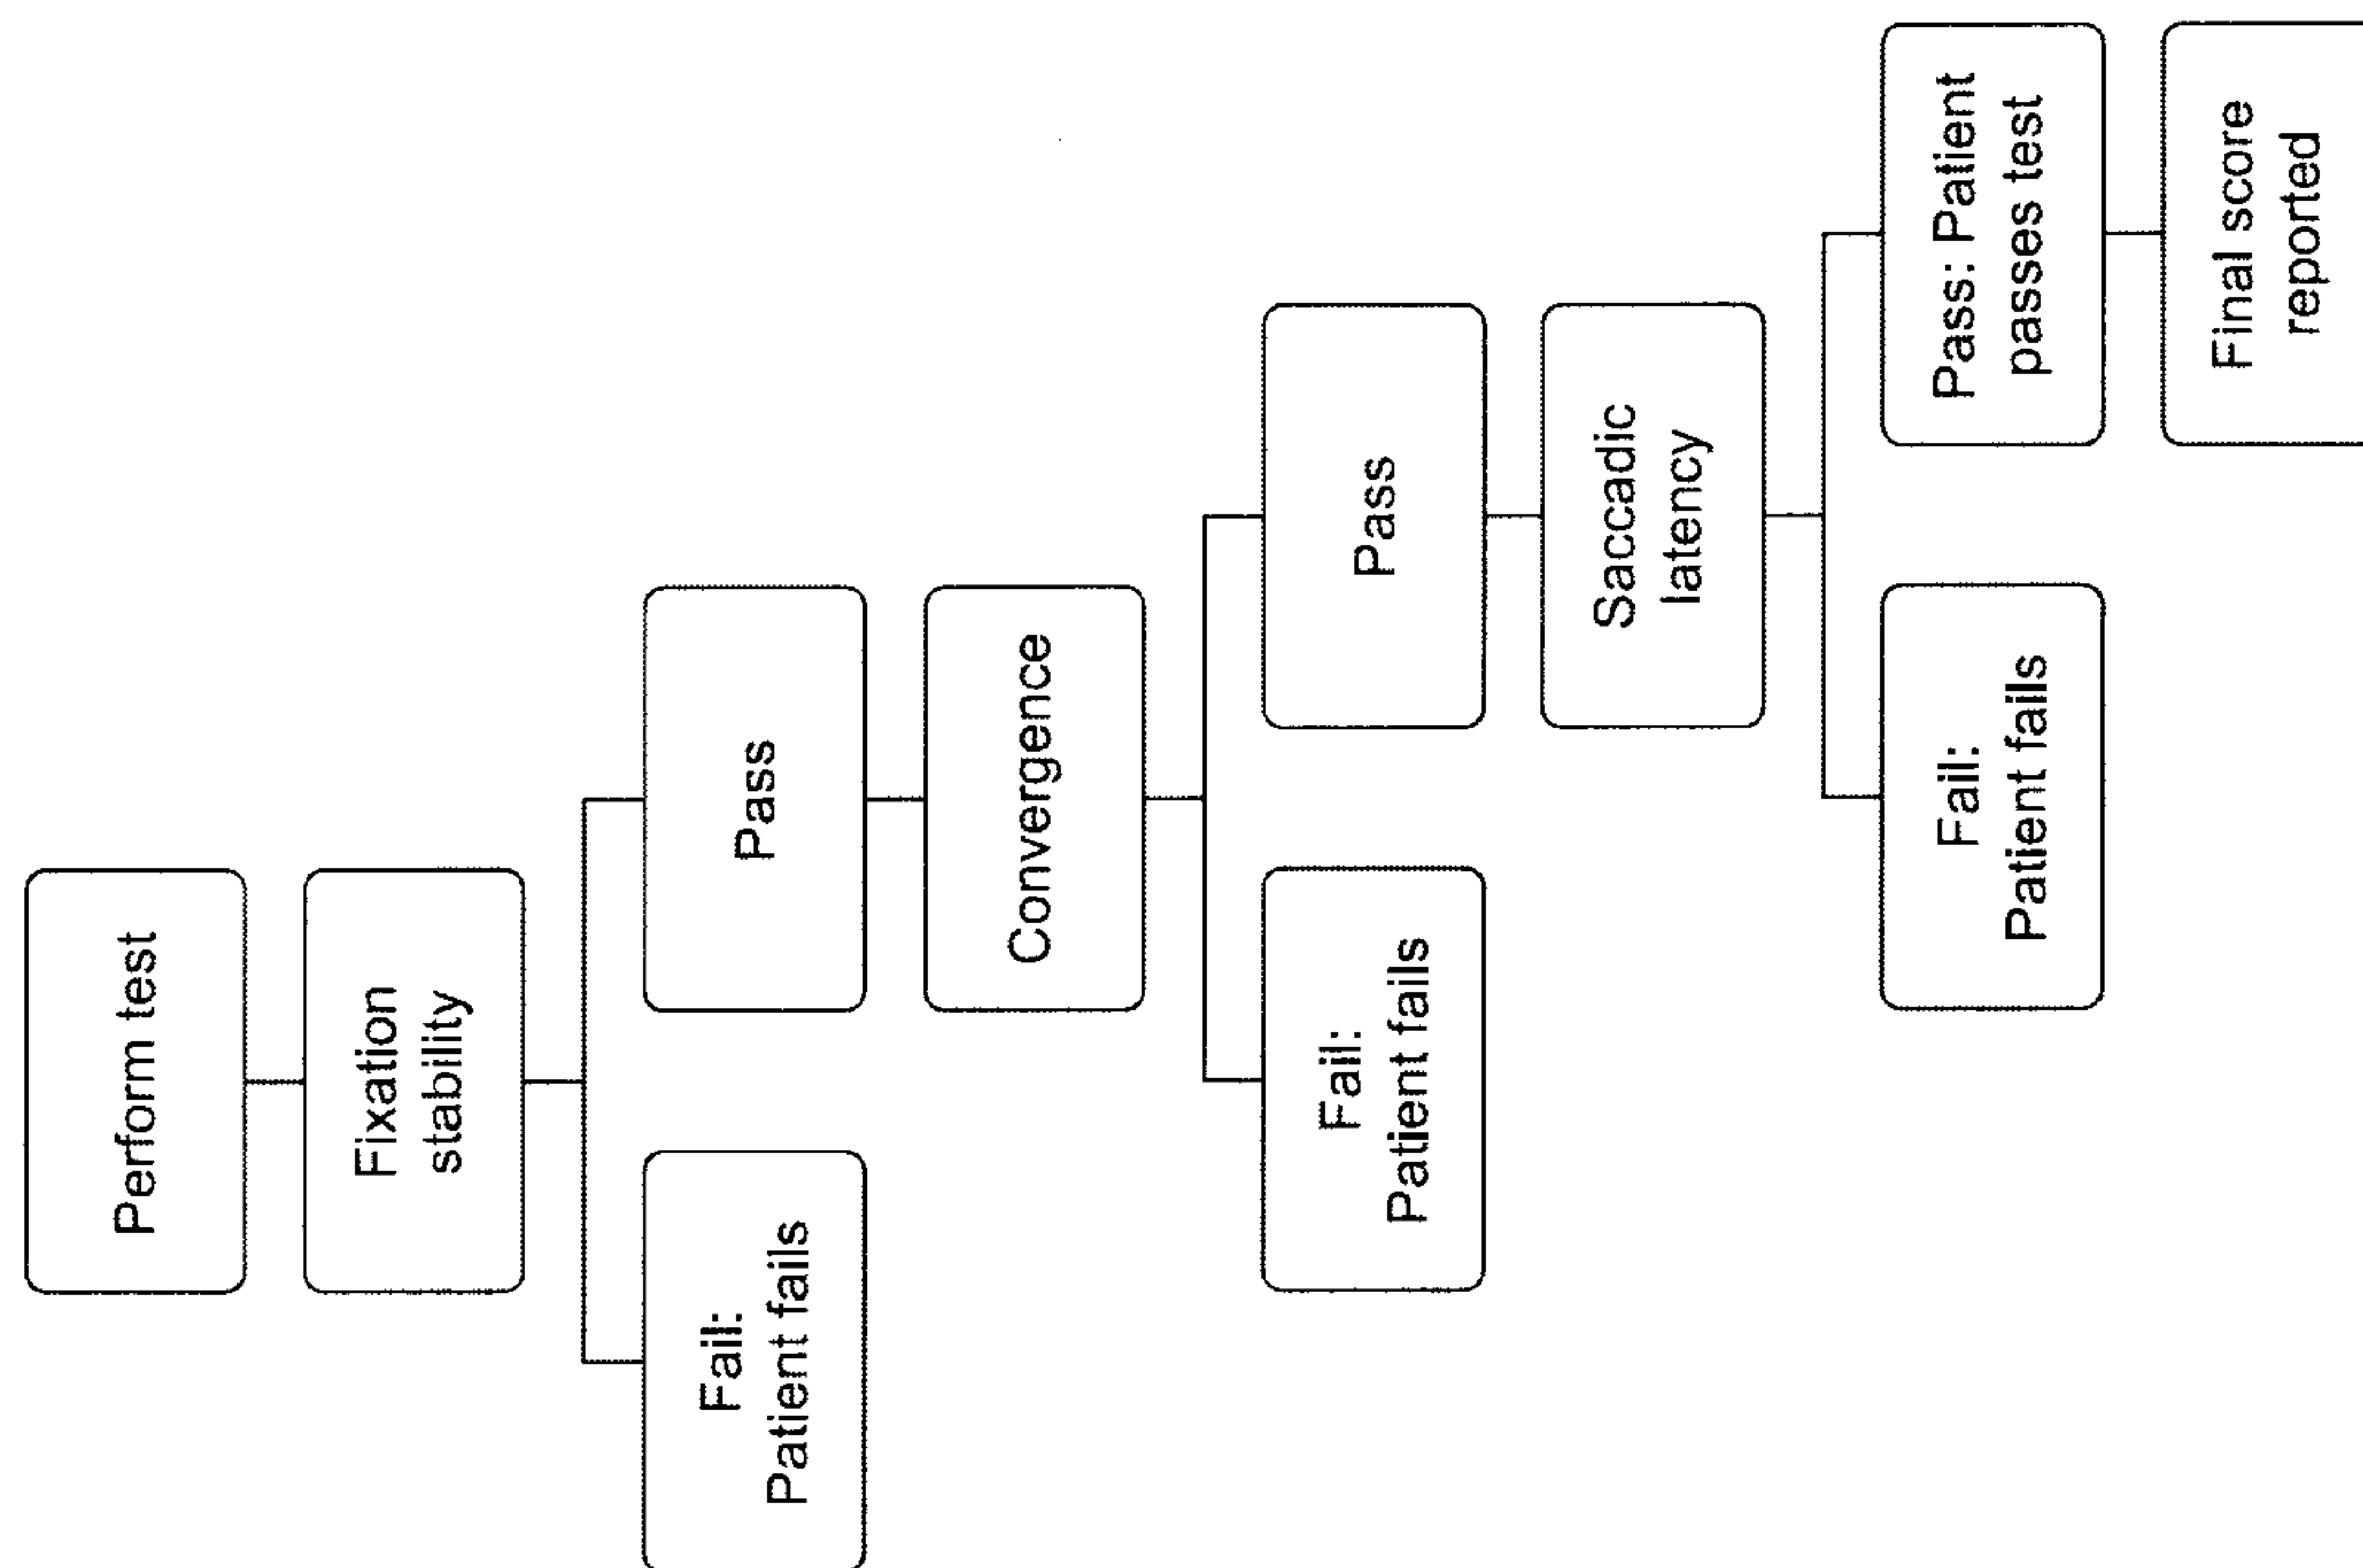 Perform test
Fixation
stability
Fail:
Patient fails
Pass
Convergence
Fail:
Patient fails
Pass
Saccadic
latency
Fail:
Patient fails
Pass: Patient
passes test
Final score
reported